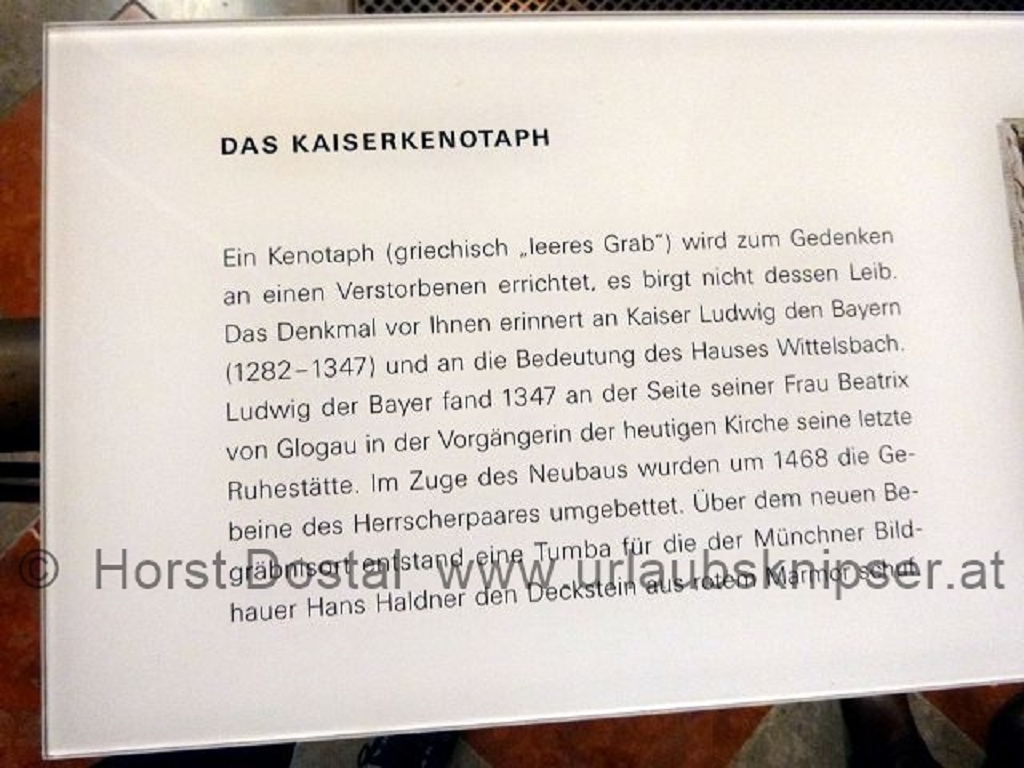 DAS KAISERKENOTAPH
Ein Kenotaph (griechisch „leeres Grab“) wird zum Gedenken
an einen Verstorbenen errichtet, es birgt nicht dessen Leib.
Das Denkmal vor Ihnen erinnert an Kaiser Ludwig den Bayern
(1282–1347) und an die Bedeutung des Hauses Wittelsbach.
Ludwig der Bayer fand 1347 an der Seite seiner Frau Beatrix
von Glogau in der Vorgängerin der heutigen Kirche seine letzte
Ruhestätte. Im Zuge des Neubaus wurden um 1468 die Ge-
beine des Herrscherpaares umgebettet. Über dem neuen Be-
gräbnisort entstand eine Tumba für die der Münchner Bild-
hauer Hans Haldner den Deckstein aus rotem Marmor schuf.
© Horst Dostal www.urlaubsknipser.at